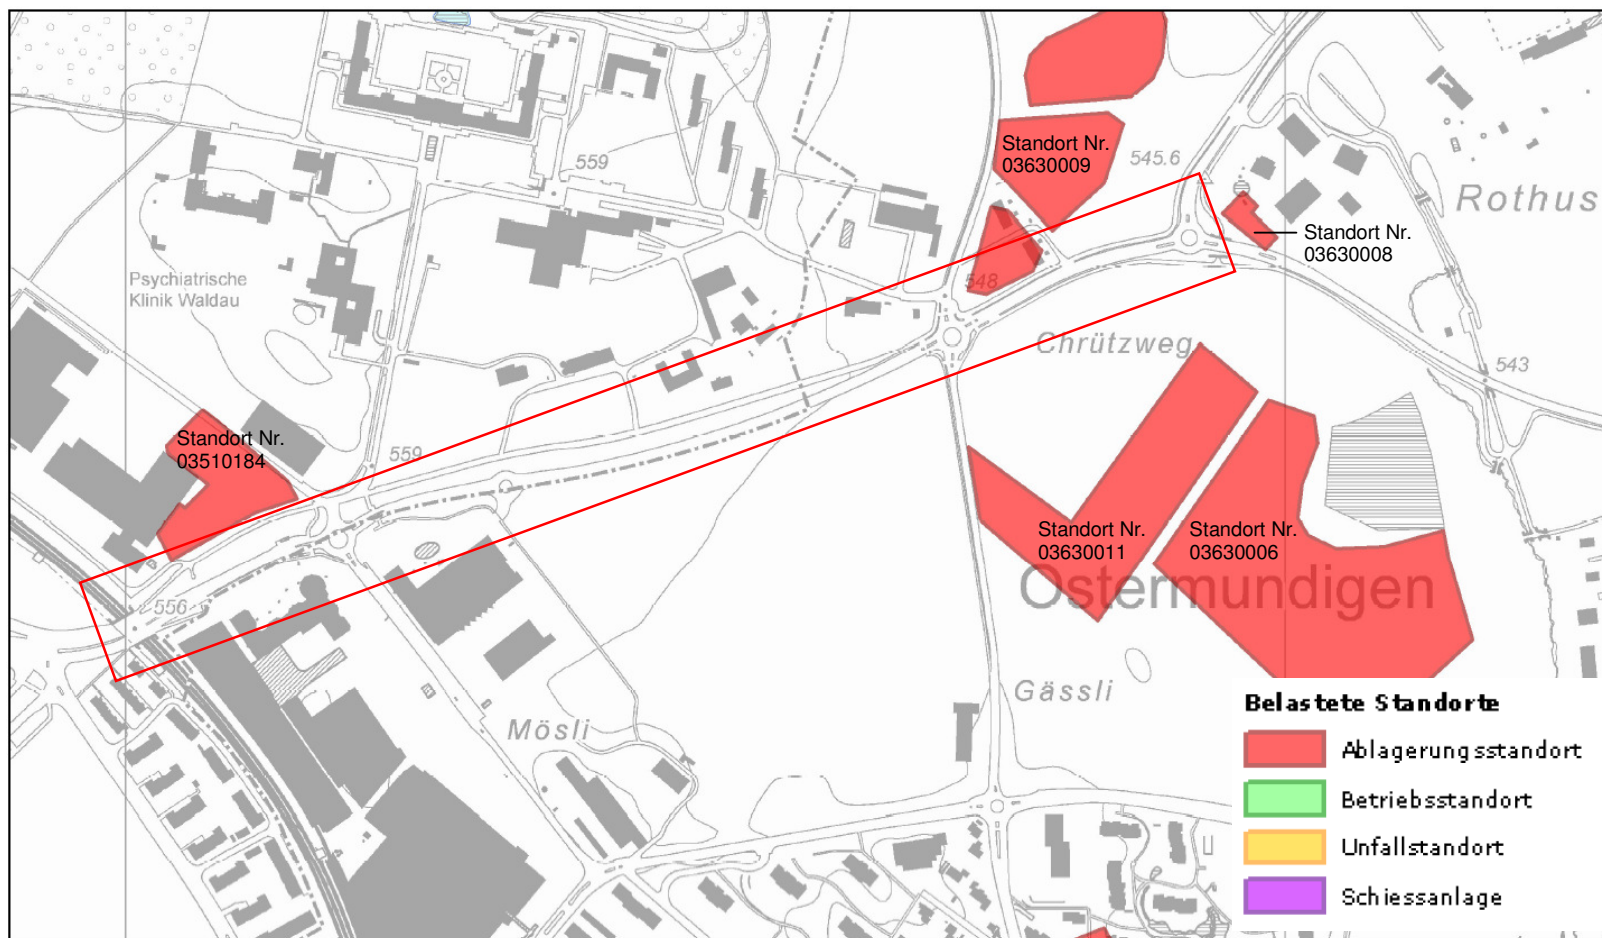 559
Standort Nr.
03630009
545.6
Rothus
Standort Nr.
03630008
Psychiatrische
Klinik Waldau
548
Chrützweg
543
Standort Nr.
03510184
559
Standort Nr.
03630011
Standort Nr.
03630006
Ostermundigen
556
Gässli
Mösli
Belastete Standorte
Ablagerungsstandort
Betriebsstandort
Unfallstandort
Schiessanlage